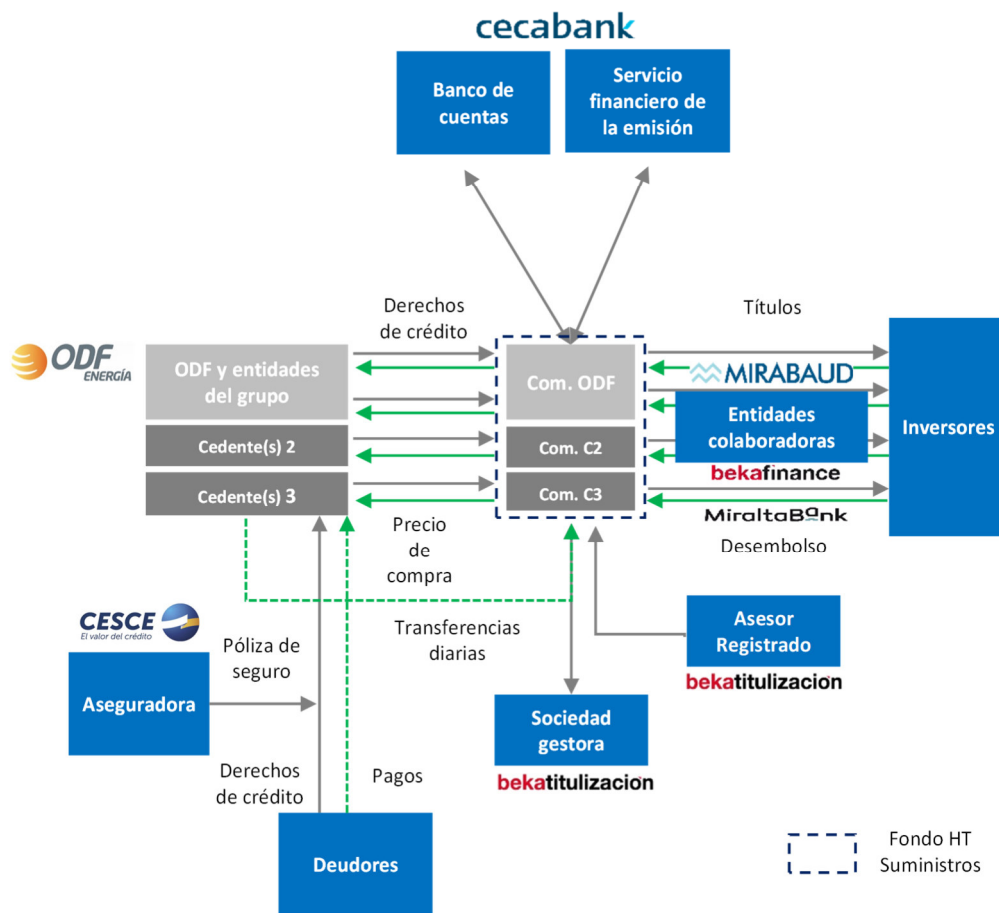 cecabank
Banco de
cuentas
Servicio
financiero de
la emisión
Derechos
de crédito
Títulos
ODF
ENERGÍA
ODF y entidades
del grupo
Com. ODF
MIRABAUD
Entidades
colaboradoras
Inversores
Cedente(s) 2
Com. C2
bekafinance
Cedente(s) 3
Com. C3
MiraltaBank
Precio
de
compra
Desembolso
CESCE
El valor del crédito
Póliza de
seguro
Transferencias
diarias
Asesor
Registrado
bekatitulización
Aseguradora
Sociedad
gestora
bekatitulización
Derechos
de crédito
Pagos
Deudores
Fondo HT
Suministros